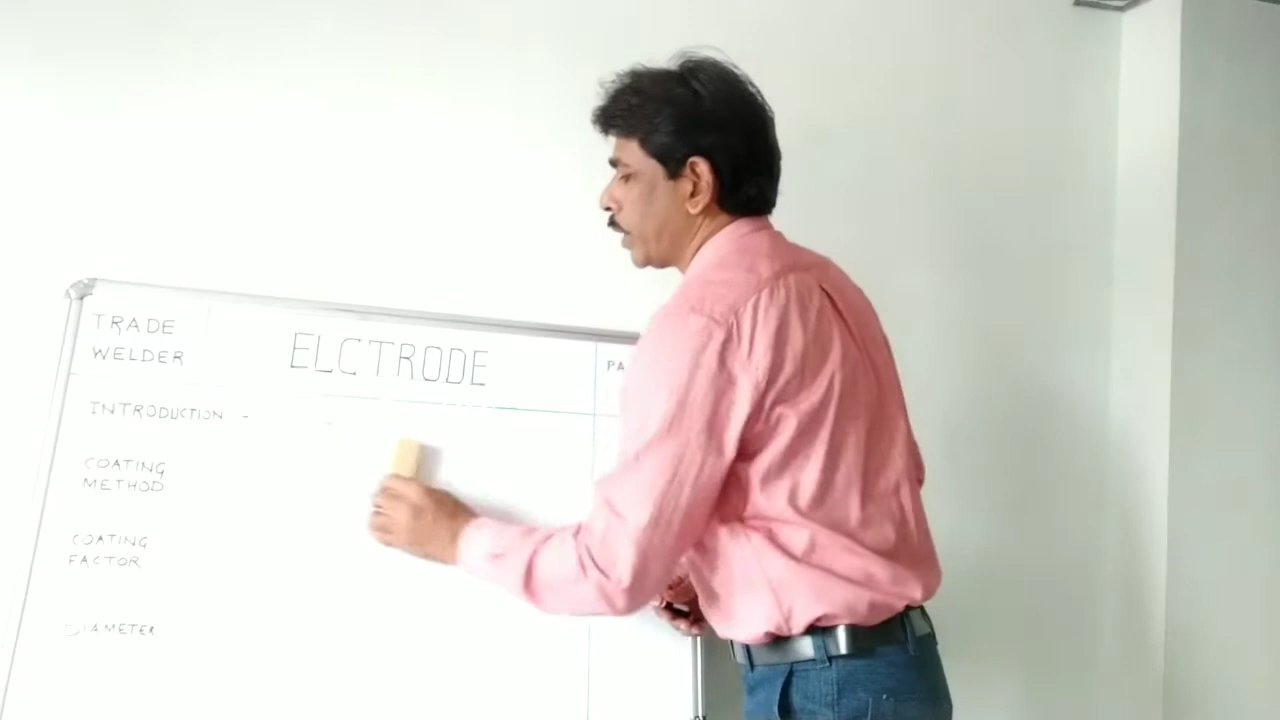 TRADE
WELDER
ELCTRODE
PA
INTRODUCTION -
COATING
METHOD
COATING
FACTOR
DIAMETER